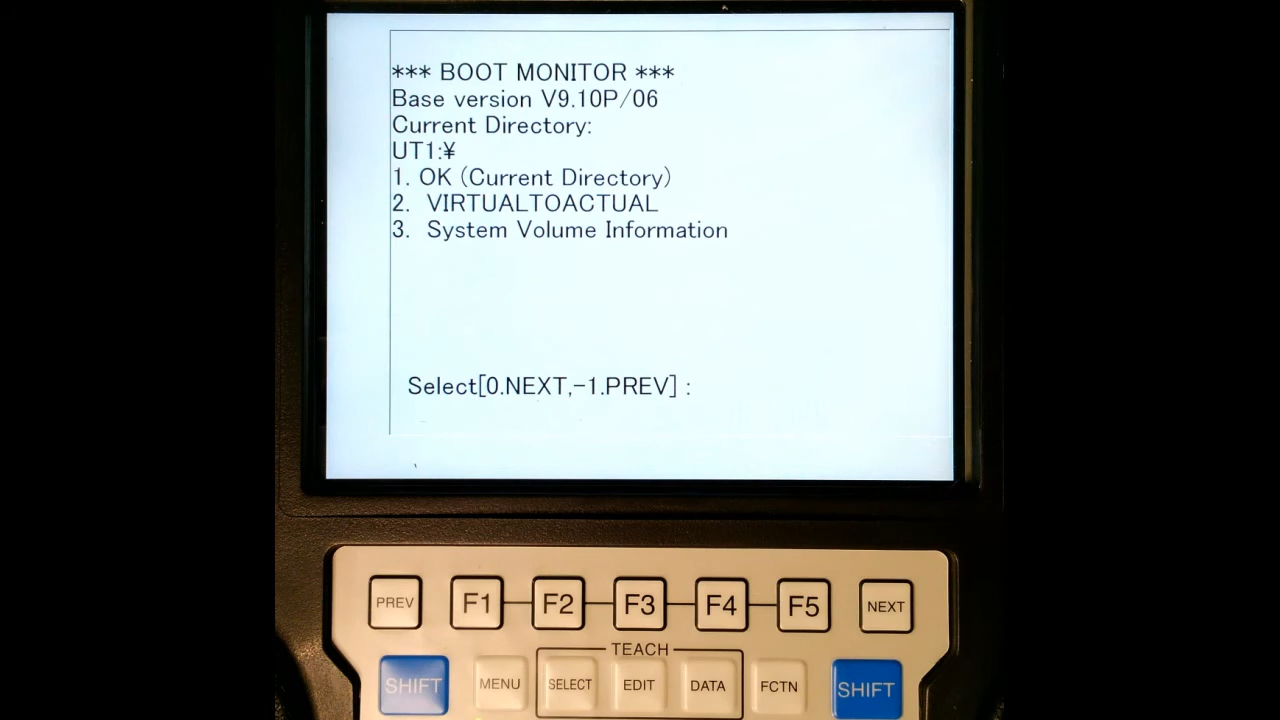 *** BOOT MONITOR ***
Base version V9.10P/06
Current Directory:
UT1:¥
1. OK (Current Directory)
2. VIRTUALTOACTUAL
3. System Volume Information
Select[0.NEXT,-1.PREV] :
PREV F1 F2 F3 F4 F5 NEXT
TEACH
SHIFT MENU SELECT EDIT DATA FCTN SHIFT